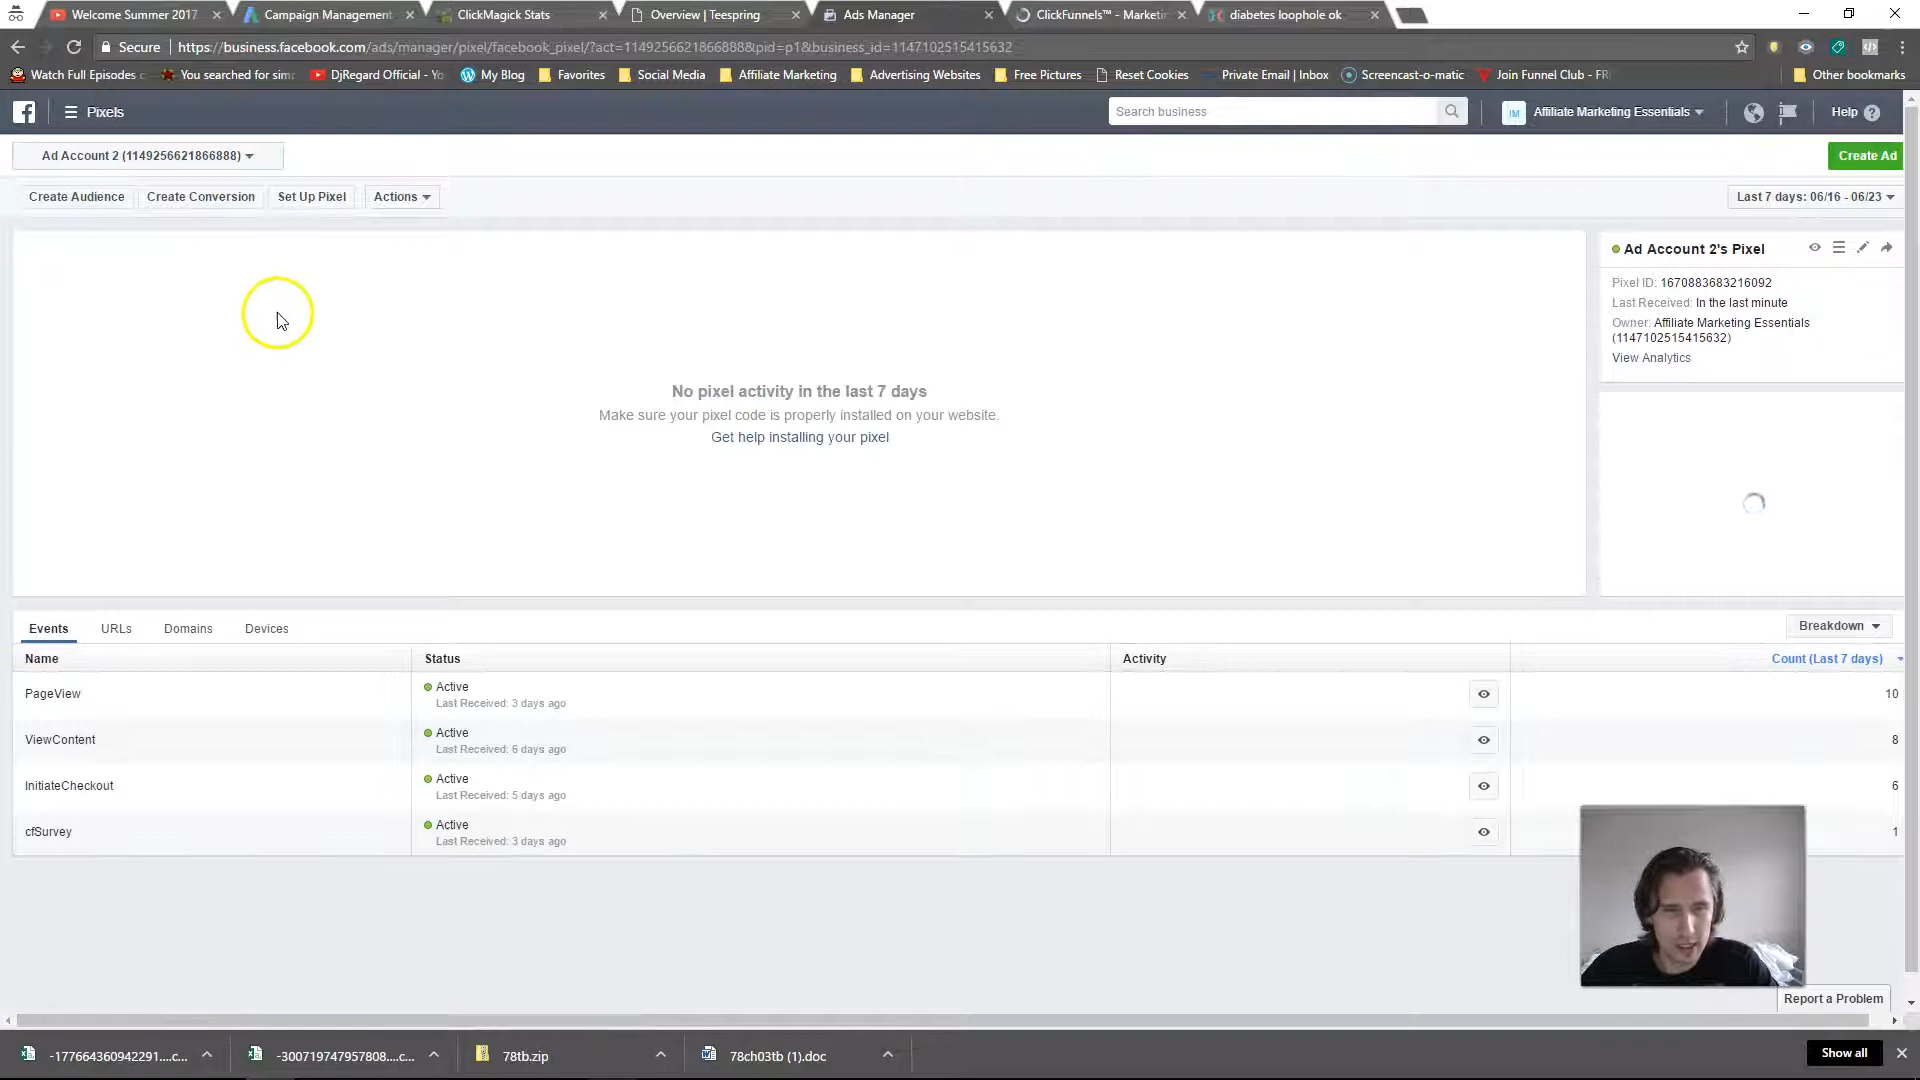 Welcome Summer 2017
Campaign Management
ClickMagick Stats
Overview | Teespring
Ads Manager
ClickFunnels™ - Marketin
diabetes loophole ok
Secure
https://business.facebook.com/ads/manager/pixel/facebook_pixel/?act=1149256621866888&pid=p1&business_id=1147102515415632
Watch Full Episodes
You searched for sim
DjRegard Official - Yo
My Blog
Favorites
Social Media
Affiliate Marketing
Advertising Websites
Free Pictures
Reset Cookies
Private Email | Inbox
Screencast-o-matic
Join Funnel Club - FR
Other bookmarks
Pixels
Search business
IM
Affiliate Marketing Essentials
Help
Ad Account 2 (1149256621866888)
Create Ad
Create Audience
Create Conversion
Set Up Pixel
Actions
Last 7 days: 06/16 - 06/23
Ad Account 2's Pixel
Pixel ID: 1670883683216092
Last Received: In the last minute
Owner: Affiliate Marketing Essentials
(1147102515415632)
View Analytics
No pixel activity in the last 7 days
Make sure your pixel code is properly installed on your website.
Get help installing your pixel
Events
URLs
Domains
Devices
Breakdown
Name
Status
Activity
Count (Last 7 days)
PageView
Active
Last Received: 3 days ago
10
ViewContent
Active
Last Received: 6 days ago
8
InitiateCheckout
Active
Last Received: 5 days ago
6
cfSurvey
Active
Last Received: 3 days ago
1
Report a Problem
-177664360942291....c...
-300719747957808....c...
78tb.zip
78ch03tb (1).doc
Show all